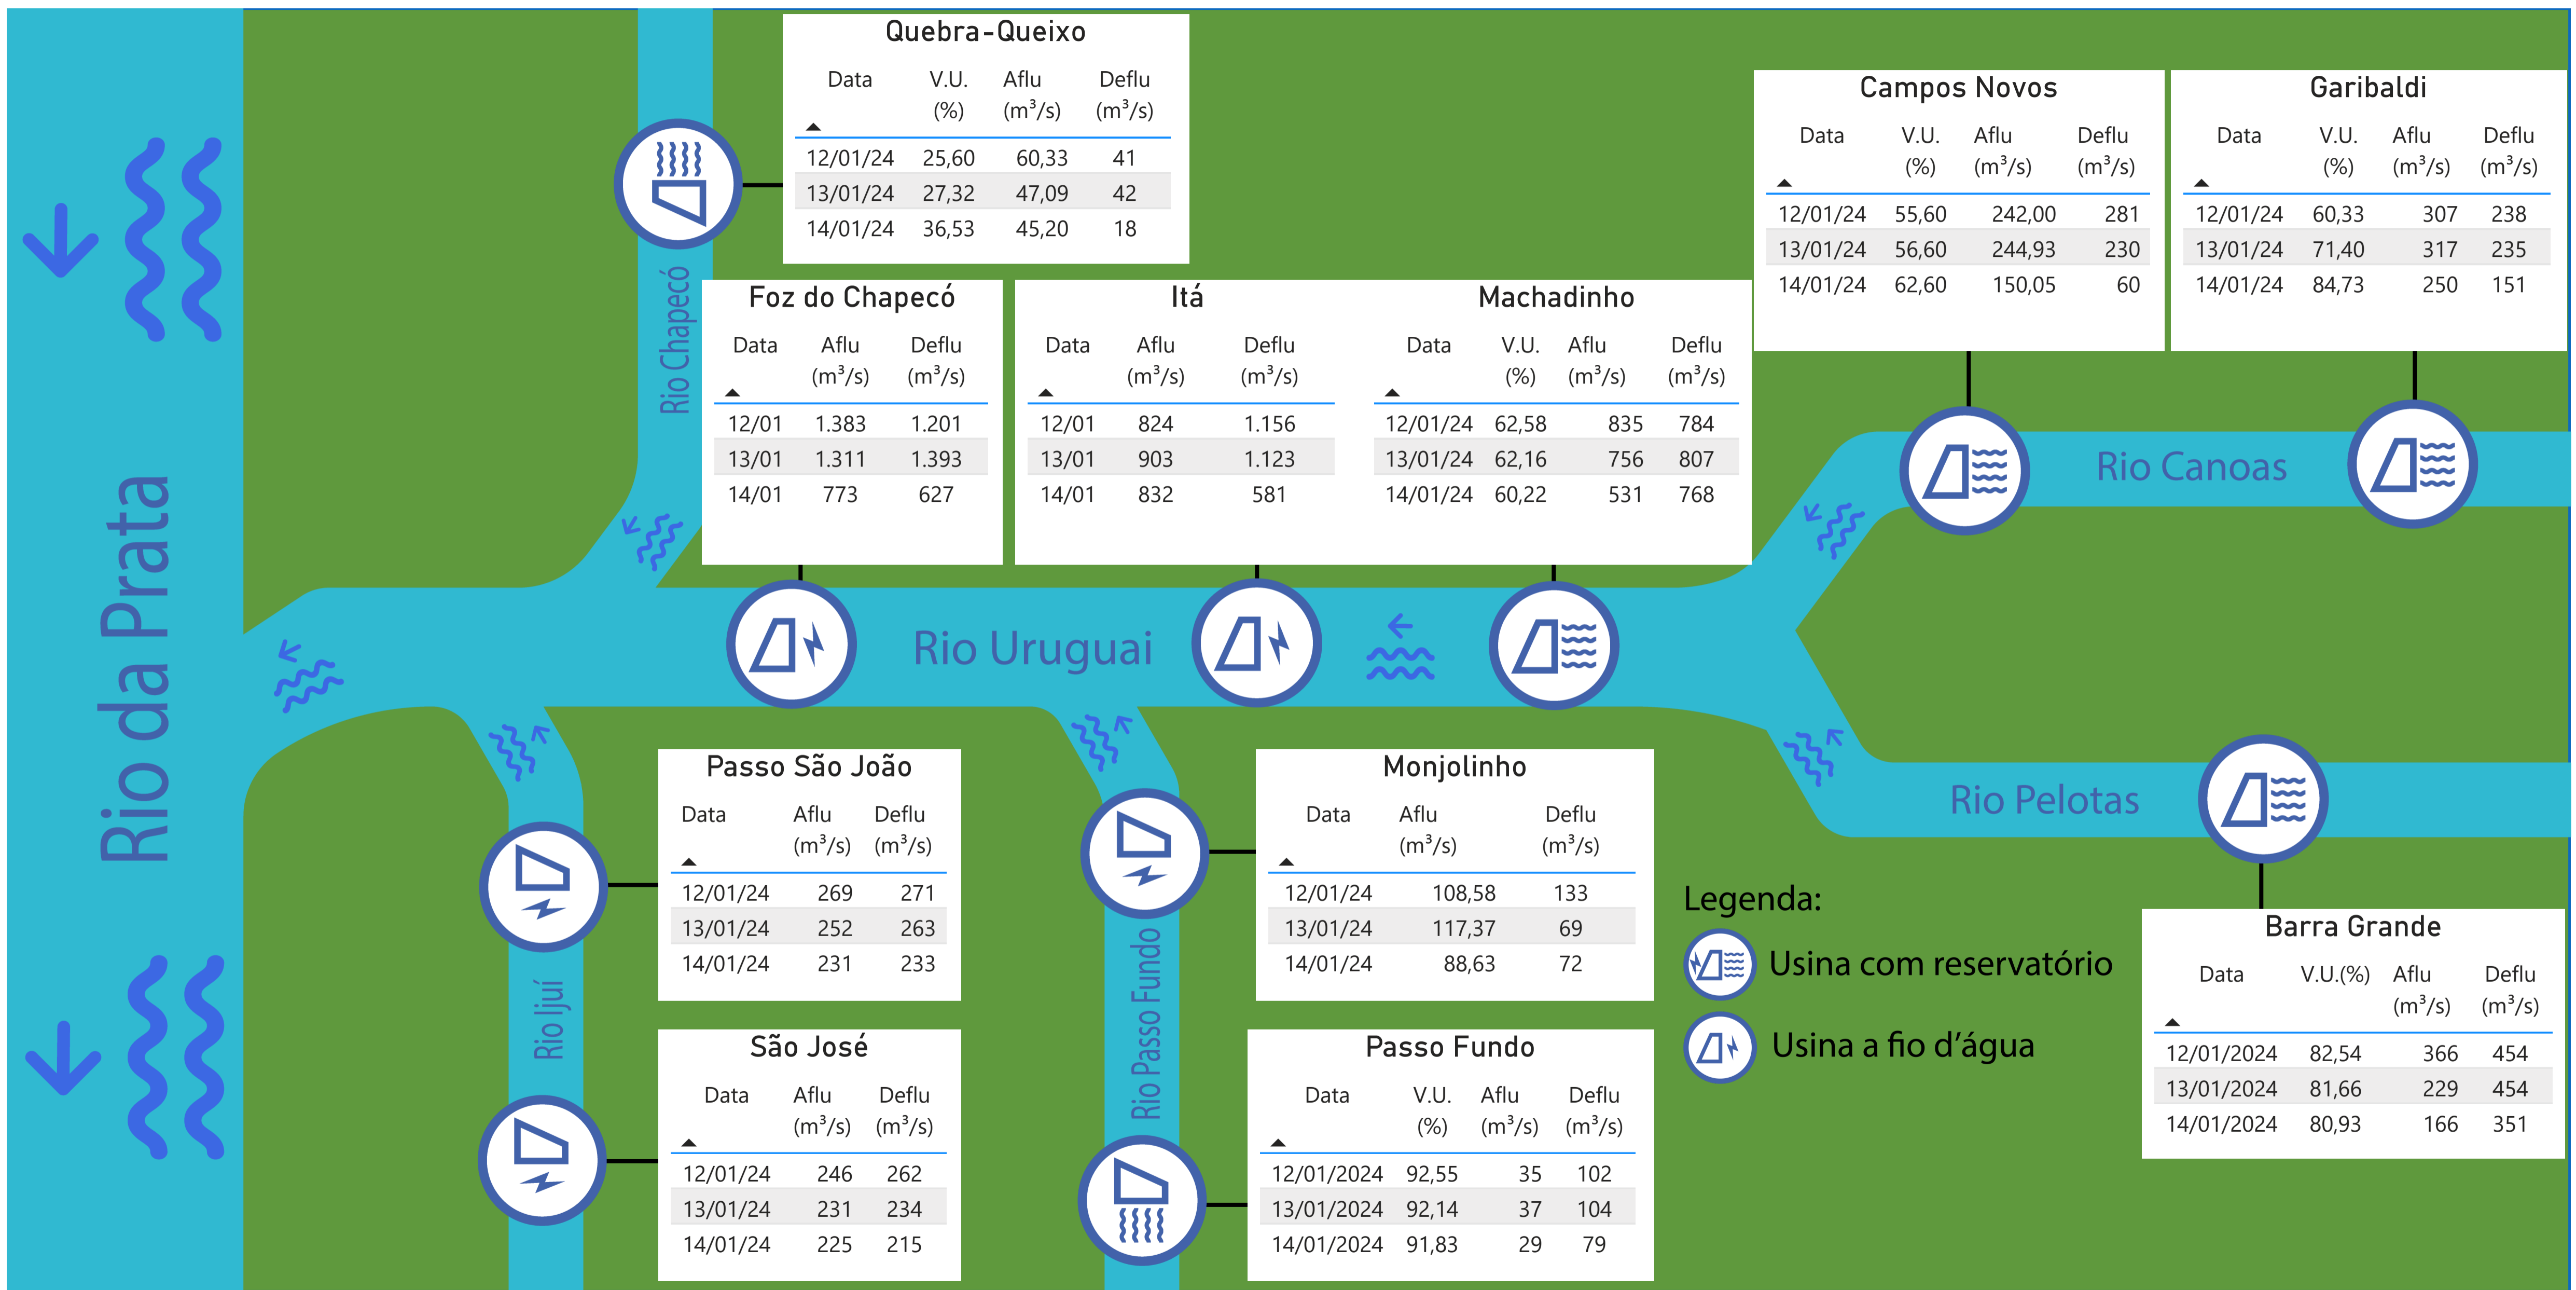 Quebra-Queixo
Data V.U. (%) Aflu (m³/s) Deflu (m³/s)
12/01/24 25,60 60,33 41
13/01/24 27,32 47,09 42
14/01/24 36,53 45,20 18
Campos Novos
Data V.U. (%) Aflu (m³/s) Deflu (m³/s)
12/01/24 55,60 242,00 281
13/01/24 56,60 244,93 230
14/01/24 62,60 150,05 60
Garibaldi
Data V.U. (%) Aflu (m³/s) Deflu (m³/s)
12/01/24 60,33 307 238
13/01/24 71,40 317 235
14/01/24 84,73 250 151
Rio Chapecó
Foz do Chapecó
Data Aflu (m³/s) Deflu (m³/s)
12/01 1.383 1.201
13/01 1.311 1.393
14/01 773 627
Itá
Data Aflu (m³/s) Deflu (m³/s)
12/01 824 1.156
13/01 903 1.123
14/01 832 581
Machadinho
Data V.U. (%) Aflu (m³/s) Deflu (m³/s)
12/01/24 62,58 835 784
13/01/24 62,16 756 807
14/01/24 60,22 531 768
Rio Canoas
Rio da Prata
Rio Uruguai
Rio Pelotas
Passo São João
Data Aflu (m³/s) Deflu (m³/s)
12/01/24 269 271
13/01/24 252 263
14/01/24 231 233
Monjolinho
Data Aflu (m³/s) Deflu (m³/s)
12/01/24 108,58 133
13/01/24 117,37 69
14/01/24 88,63 72
Legenda:
Usina com reservatório
Usina a fio d'água
Barra Grande
Data V.U.(%) Aflu (m³/s) Deflu (m³/s)
12/01/2024 82,54 366 454
13/01/2024 81,66 229 454
14/01/2024 80,93 166 351
Rio Ijuí
São José
Data Aflu (m³/s) Deflu (m³/s)
12/01/24 246 262
13/01/24 231 234
14/01/24 225 215
Rio Passo Fundo
Passo Fundo
Data V.U. (%) Aflu (m³/s) Deflu (m³/s)
12/01/2024 92,55 35 102
13/01/2024 92,14 37 104
14/01/2024 91,83 29 79